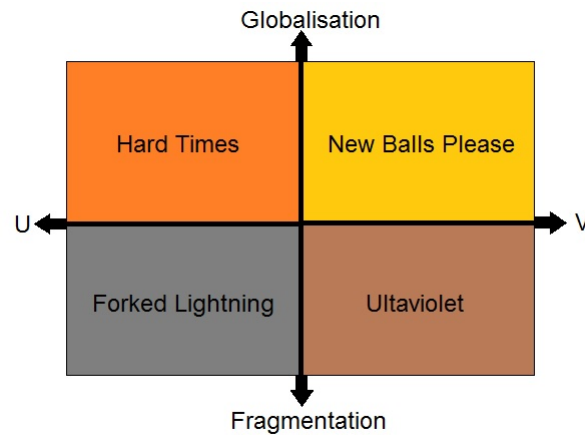 Globalisation
Hard Times
New Balls Please
U
V
Forked Lightning
Ultaviolet
Fragmentation